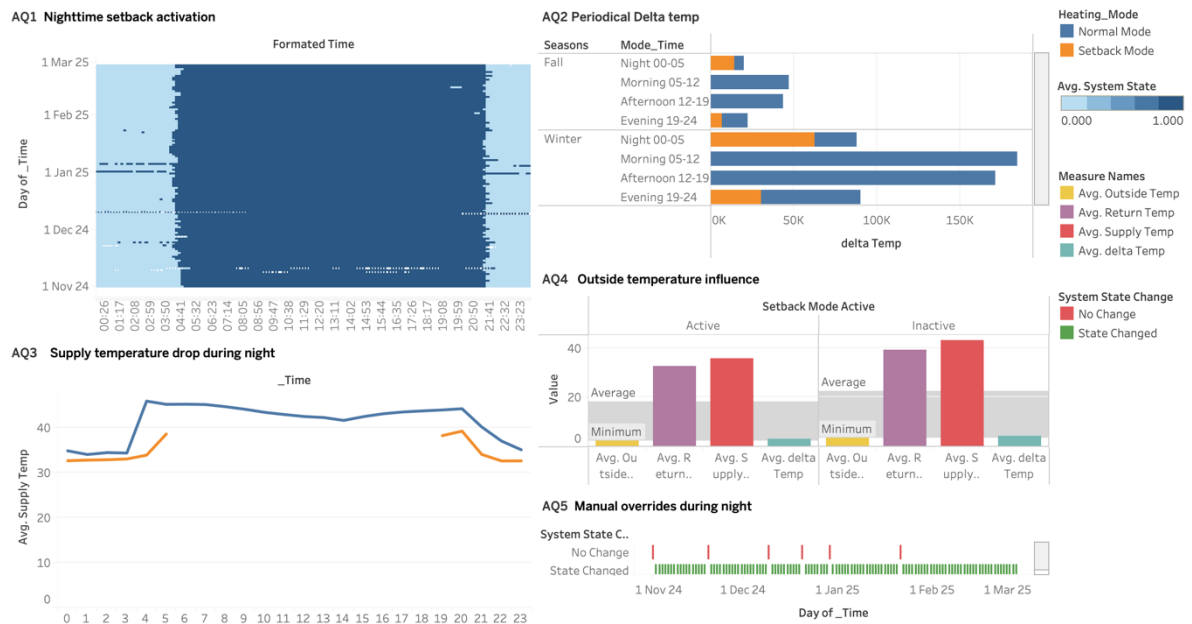 AQ1 Nighttime setback activation
Formated Time
Day of _Time
1 Mar 25
1 Feb 25
1 Jan 25
1 Dec 24
1 Nov 24
00:26
01:17
02:08
02:59
03:50
04:41
05:32
06:23
07:14
08:05
08:56
09:47
10:38
11:29
12:20
13:11
14:02
14:53
15:44
16:35
17:26
18:17
19:08
19:59
20:50
21:41
22:32
23:23
AQ2 Periodical Delta temp
Seasons Mode_Time
Fall Night 00-05
Morning 05-12
Afternoon 12-19
Evening 19-24
Winter Night 00-05
Morning 05-12
Afternoon 12-19
Evening 19-24
0K 50K 100K 150K
delta Temp
Heating_Mode
Normal Mode
Setback Mode
Avg. System State
0.000 1.000
Measure Names
Avg. Outside Temp
Avg. Return Temp
Avg. Supply Temp
Avg. delta Temp
System State Change
No Change
State Changed
AQ3 Supply temperature drop during night
_Time
Avg. Supply Temp
40
30
20
10
0
0 1 2 3 4 5 6 7 8 9 10 11 12 13 14 15 16 17 18 19 20 21 22 23
AQ4 Outside temperature influence
Setback Mode Active
Active Inactive
Value
40
20
0
Average
Minimum
Average
Minimum
Avg. Ou
tside..
Avg. R
eturn..
Avg. S
upply..
Avg. delta
Temp
Avg. Ou
tside..
Avg. R
eturn..
Avg. S
upply..
Avg. delta
Temp
AQ5 Manual overrides during night
System State C..
No Change
State Changed
1 Nov 24 1 Dec 24 1 Jan 25 1 Feb 25 1 Mar 25
Day of _Time